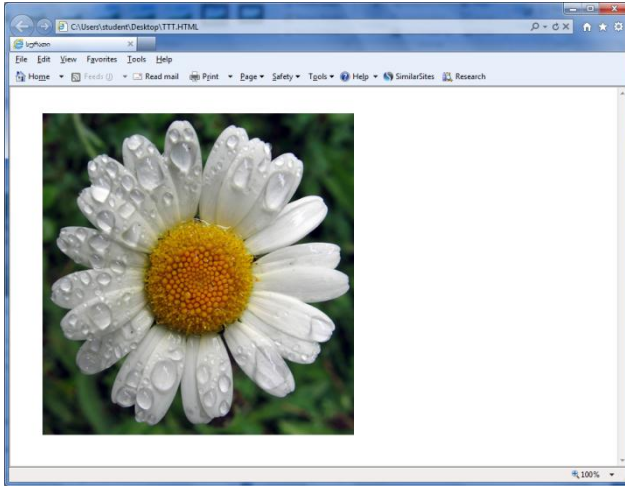 C:\Users\student\Desktop\TTT.HTML
File Edit View Favorites Tools Help
Home Feeds (J) Read mail Print Page Safety Tools Help SimilarSites Research
100%